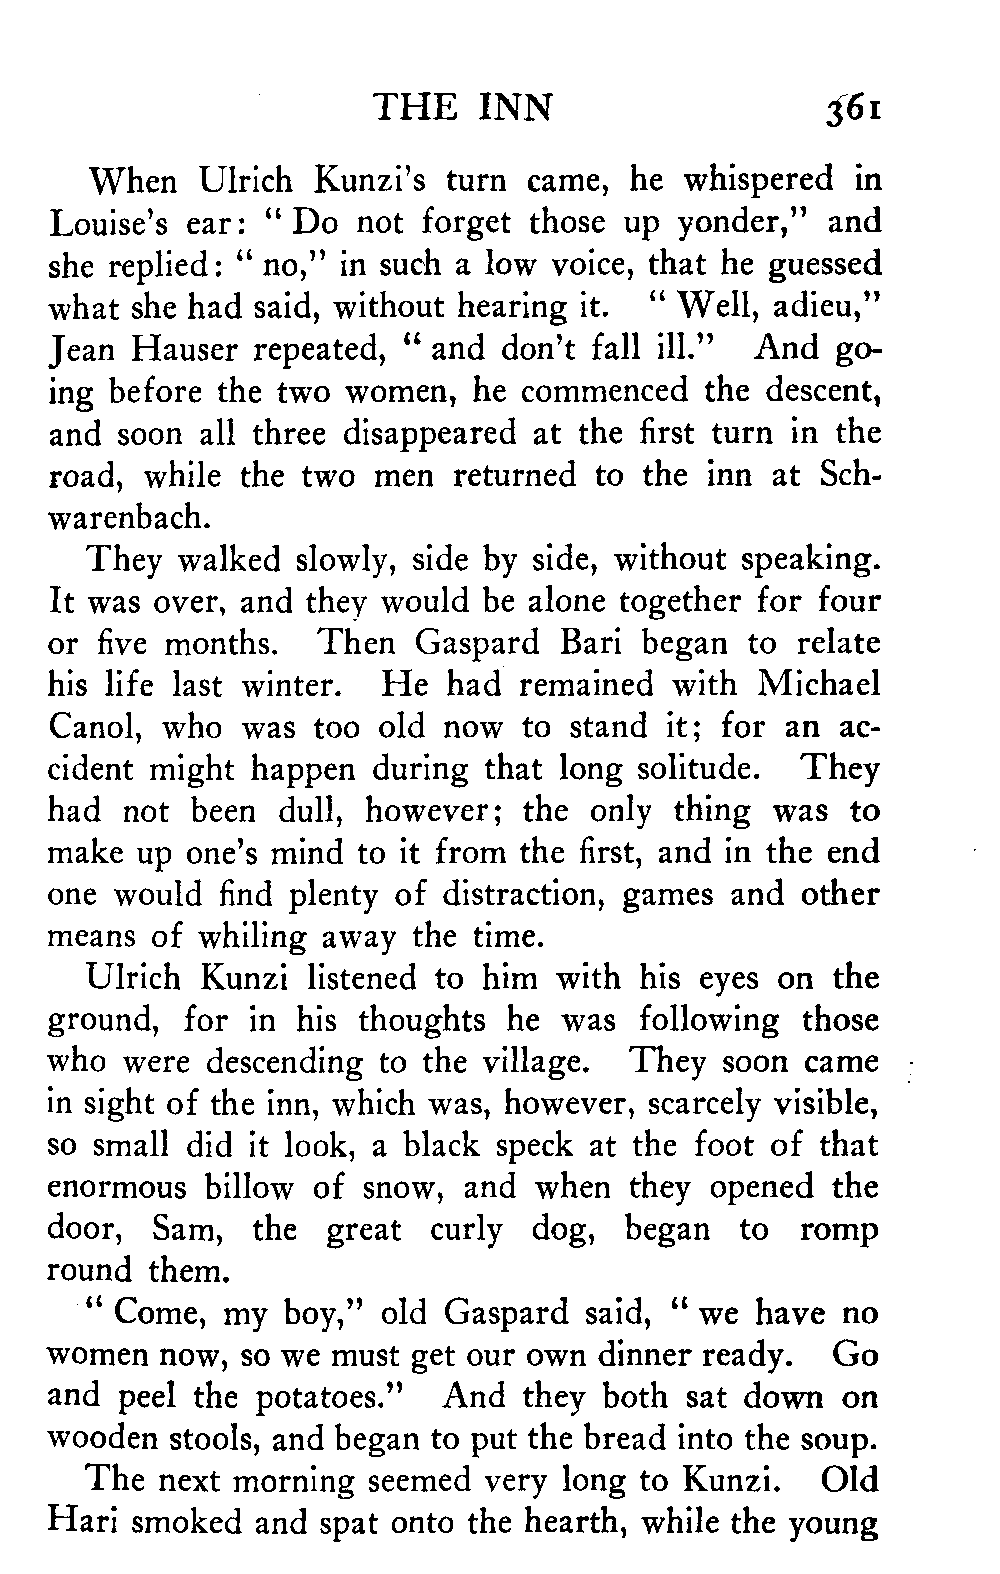 THE INN 361
When Ulrich Kunzi's turn came, he whispered in
Louise's ear: “ Do not forget those up yonder,” and
she replied: “ no,” in such a low voice, that he guessed
what she had said, without hearing it. “ Well, adieu,”
Jean Hauser repeated, “ and don't fall ill.” And go-
ing before the two women, he commenced the descent,
and soon all three disappeared at the first turn in the
road, while the two men returned to the inn at Sch-
warenbach.
They walked slowly, side by side, without speaking.
It was over, and they would be alone together for four
or five months. Then Gaspard Bari began to relate
his life last winter. He had remained with Michael
Canol, who was too old now to stand it; for an ac-
cident might happen during that long solitude. They
had not been dull, however; the only thing was to
make up one's mind to it from the first, and in the end
one would find plenty of distraction, games and other
means of whiling away the time.
Ulrich Kunzi listened to him with his eyes on the
ground, for in his thoughts he was following those
who were descending to the village. They soon came
in sight of the inn, which was, however, scarcely visible,
so small did it look, a black speck at the foot of that
enormous billow of snow, and when they opened the
door, Sam, the great curly dog, began to romp
round them.
“ Come, my boy,” old Gaspard said, “ we have no
women now, so we must get our own dinner ready. Go
and peel the potatoes.” And they both sat down on
wooden stools, and began to put the bread into the soup.
The next morning seemed very long to Kunzi. Old
Hari smoked and spat onto the hearth, while the young